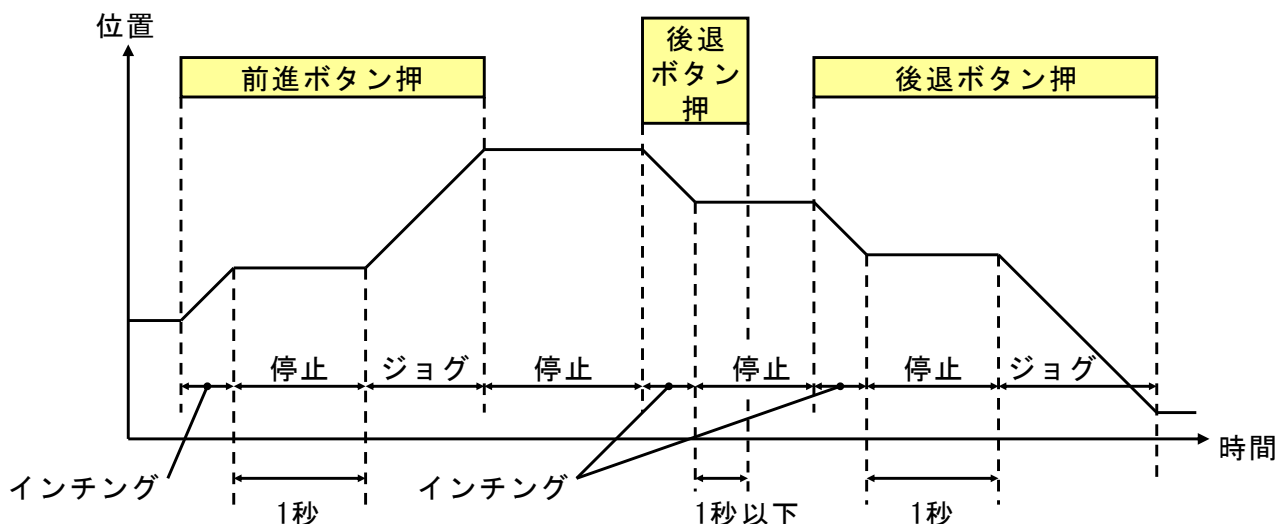 位置
前進ボタン押
後退
ボタン
押
後退ボタン押
停止
ジョグ
停止
停止
停止
ジョグ
時間
インチング
インチング
1秒
1秒以下
1秒